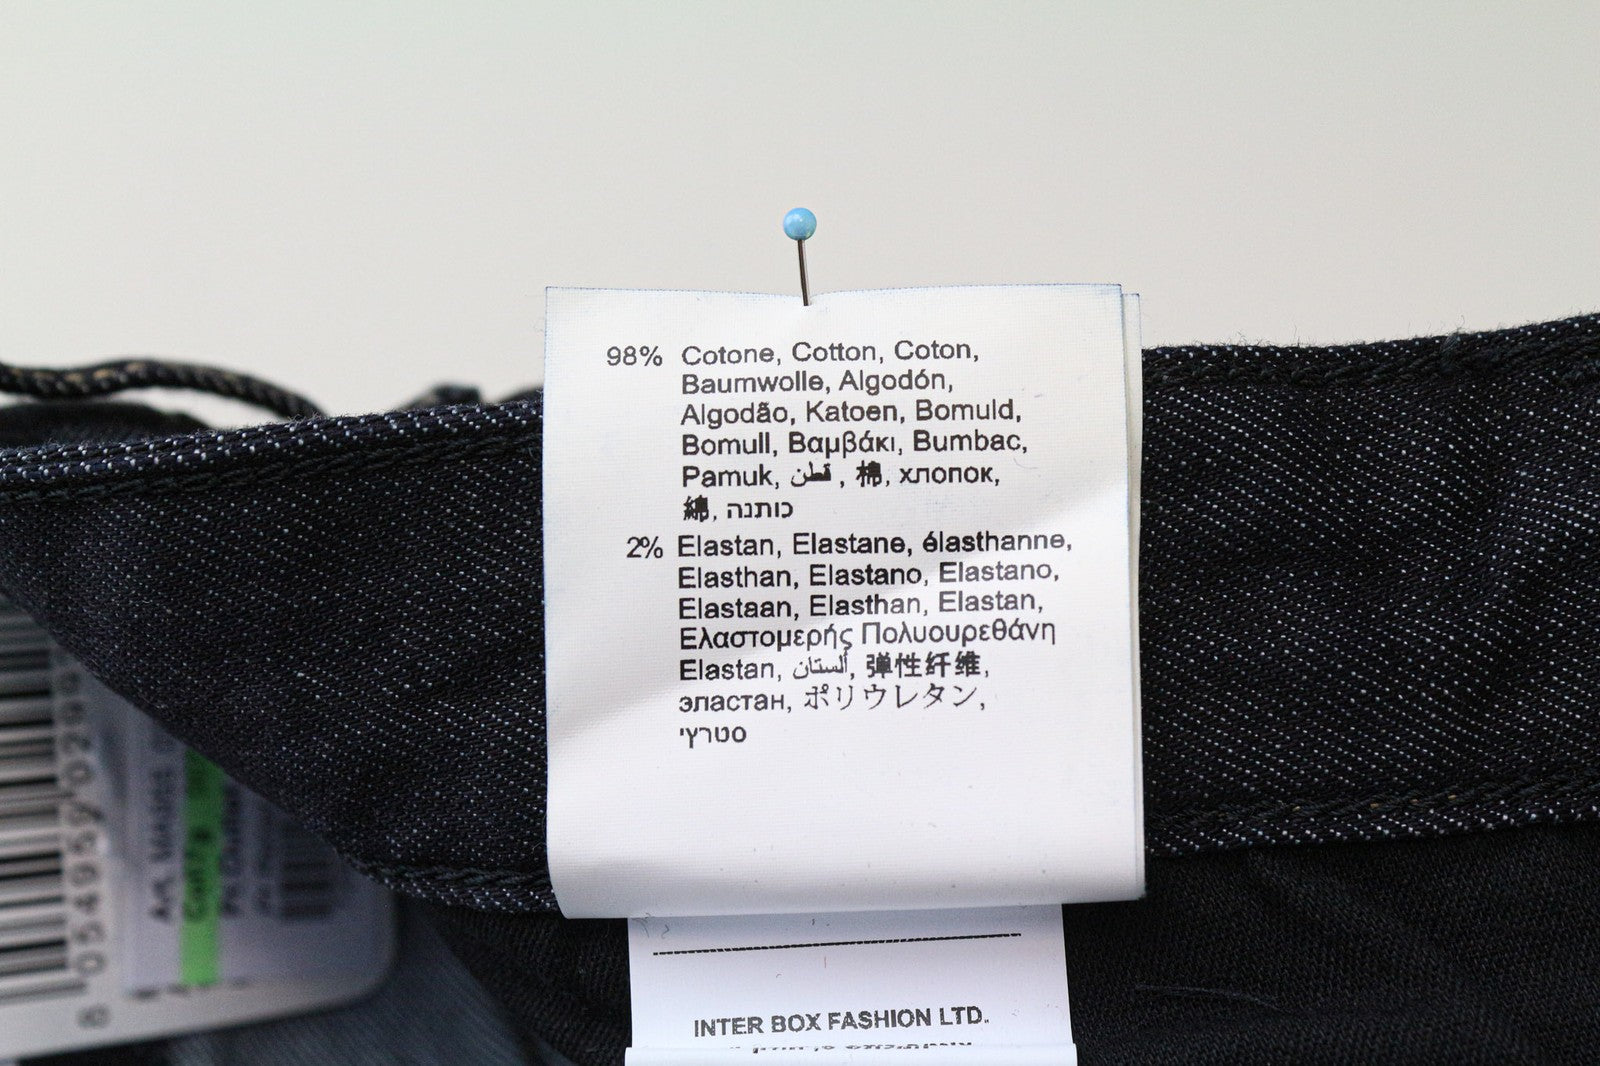 98% Cotone, Cotton, Coton,
Baumwolle, Algodón,
Algodão, Katoen, Bomuld,
Bomull, Βαμβάκι, Bumbac,
Pamuk, قطن, 棉, хлопок,
綿, כותנה
2% Elastan, Elastane, élasthanne,
Elasthan, Elastano, Elastano,
Elastaan, Elasthan, Elastan,
Ελαστομερής Πολυουρεθάνη
Elastan, ألستان, 弹性纤维,
эластан, ポリウレタン,
סטרץ'
INTER BOX FASHION LTD.